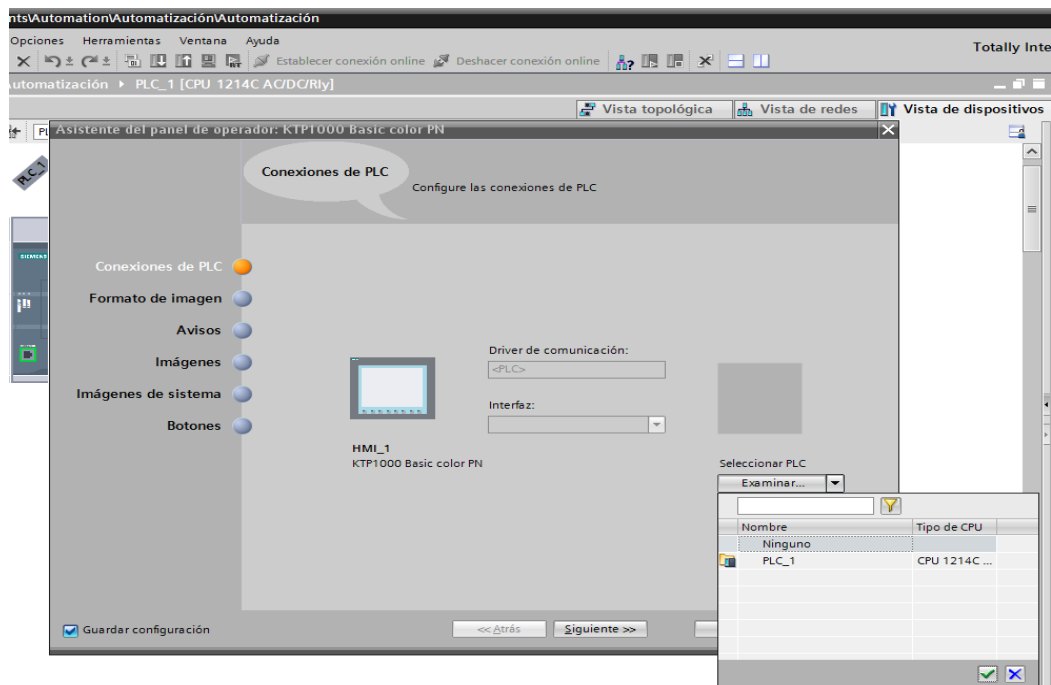 nts\Automation\Automatización\Automatización
Opciones Herramientas Ventana Ayuda
Totally Inte
Establecer conexión online Deshacer conexión online
utomatización ▸ PLC_1 [CPU 1214C AC/DC/Rly]
Vista topológica Vista de redes Vista de dispositivos
Asistente del panel de operador: KTP1000 Basic color PN
PLC_1
Conexiones de PLC
Configure las conexiones de PLC
SIEMENS
Conexiones de PLC
Formato de imagen
Avisos
Imágenes
Imágenes de sistema
Botones
Driver de comunicación:
<PLC>
Interfaz:
HMI_1
KTP1000 Basic color PN
Seleccionar PLC
Examinar...
Nombre Tipo de CPU
Ninguno
PLC_1 CPU 1214C ...
Guardar configuración
<< Atrás Siguiente >>